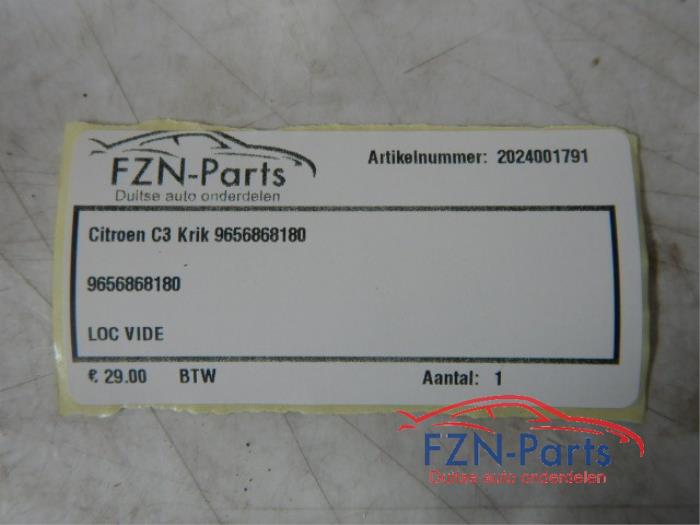 FZN-Parts
Duitse auto onderdelen
Artikelnummer: 2024001791
Citroen C3 Krik 9656868180
9656868180
LOC VIDE
€ 29.00 BTW Aantal: 1
FZN-Parts
Duitse auto onderdelen